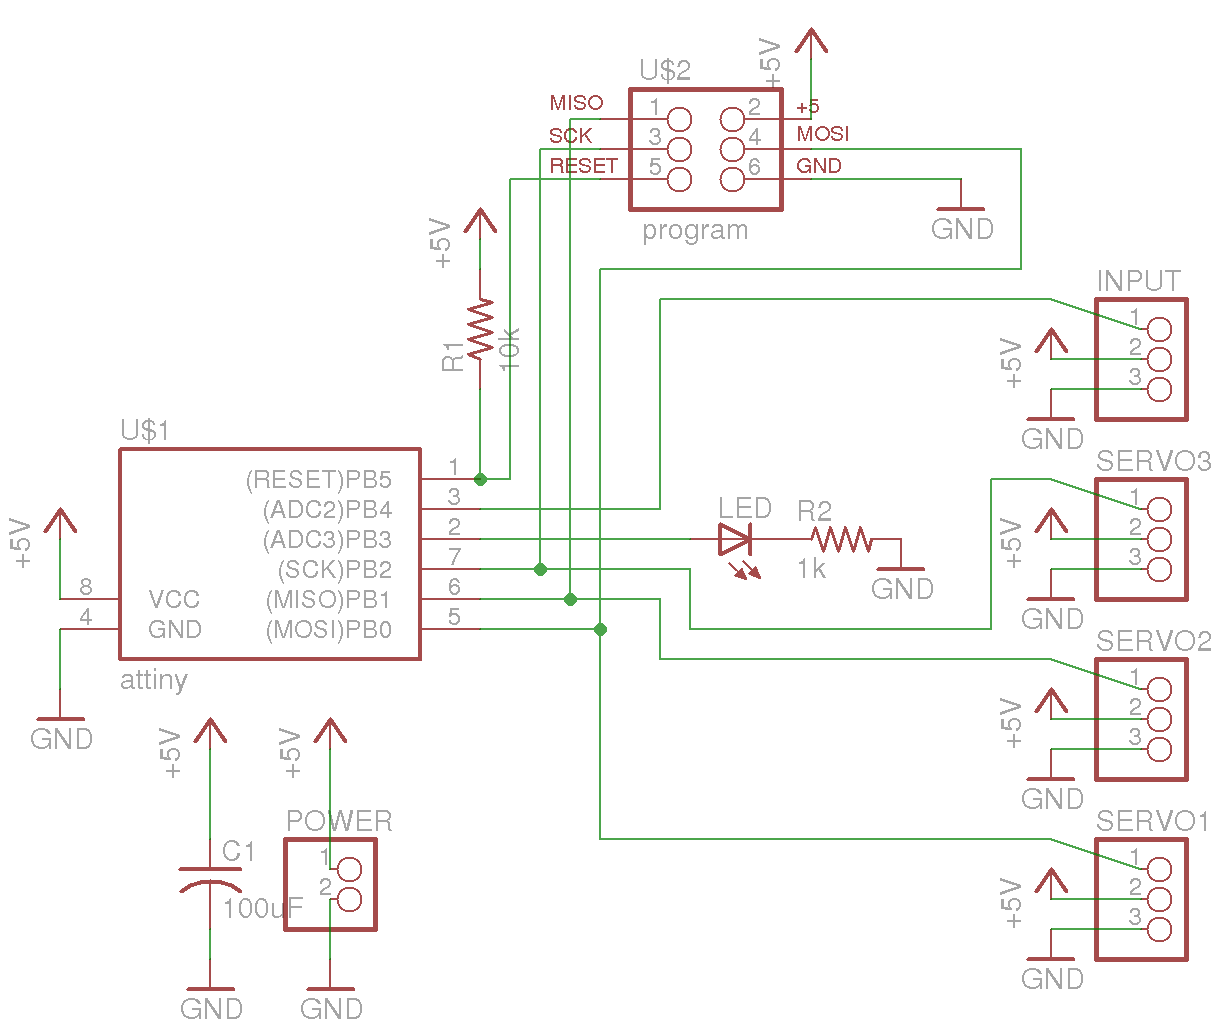 U$2
+5V
MISO 1 2 +5
SCK 3 4 MOSI
RESET 5 6 GND
program
GND
+5V
R1
10k
INPUT
1
+5V 2
3
GND
U$1
(RESET)PB5 1
(ADC2)PB4 3
(ADC3)PB3 2
(SCK)PB2 7
8 VCC (MISO)PB1 6
4 GND (MOSI)PB0 5
attiny
+5V
GND
LED R2
1k
GND
SERVO3
1
+5V 2
3
GND
SERVO2
1
+5V 2
3
GND
SERVO1
1
+5V 2
3
GND
+5V
C1
100uF
GND
+5V
POWER
1
2
GND